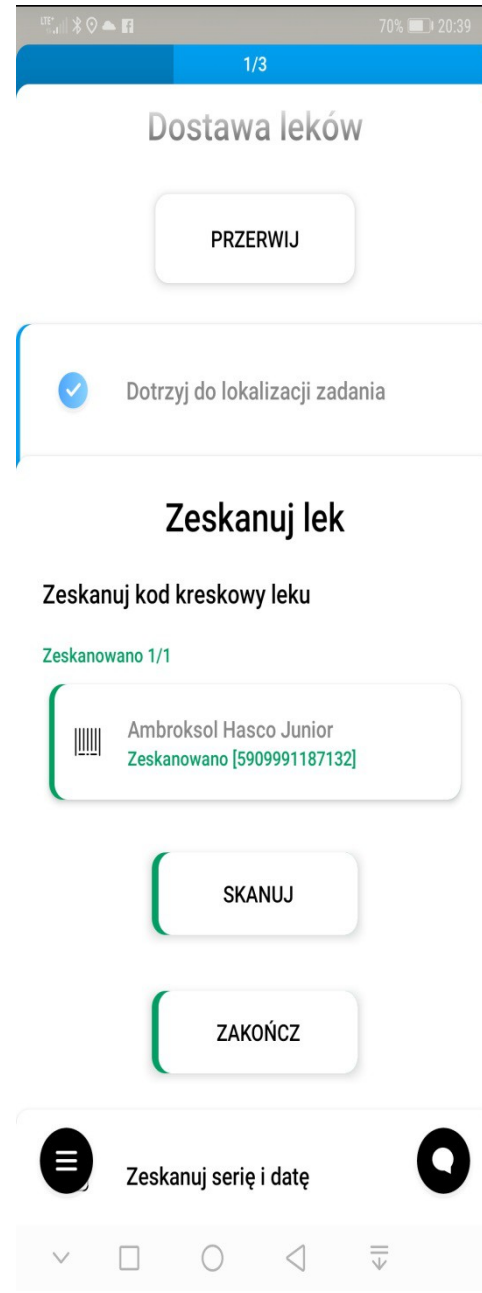 LTE+ 70% 20:39
1/3
Dostawa leków
PRZERWIJ
Dotrzyj do lokalizacji zadania
Zeskanuj lek
Zeskanuj kod kreskowy leku
Zeskanowano 1/1
Ambroksol Hasco Junior
Zeskanowano [5909991187132]
SKANUJ
ZAKOŃCZ
Zeskanuj serię i datę